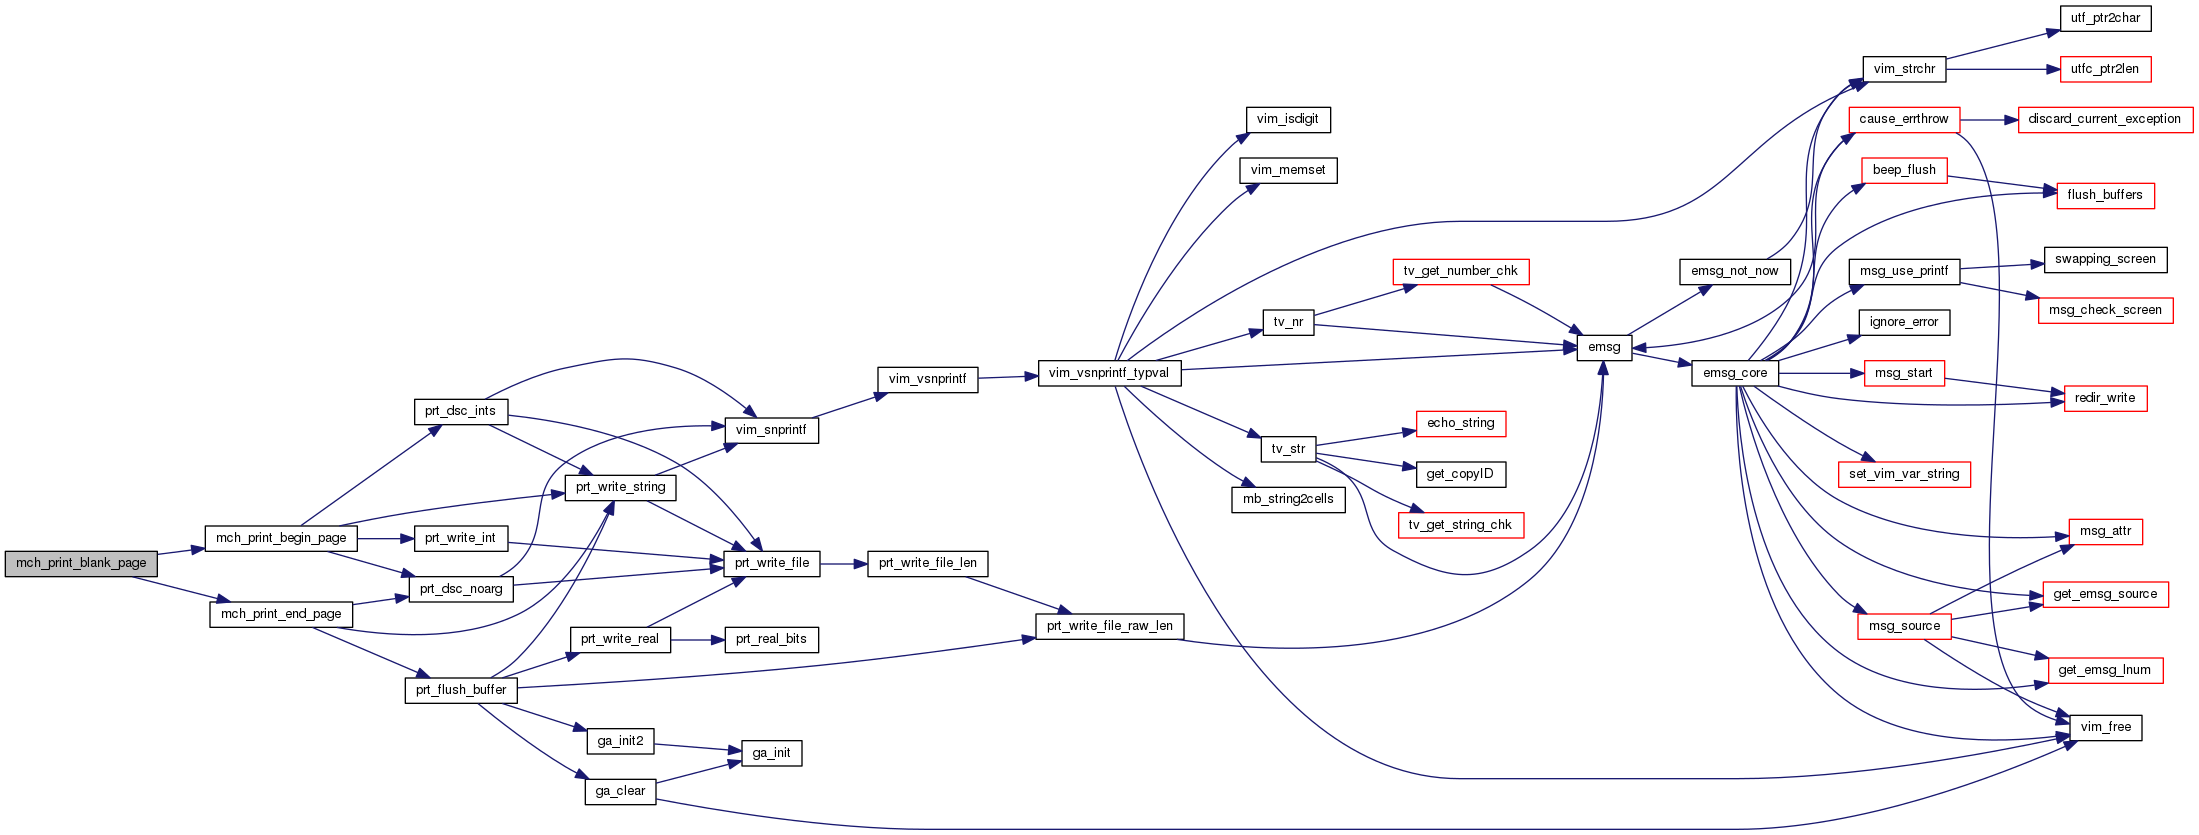 mch_print_blank_page
mch_print_begin_page
mch_print_end_page
prt_dsc_ints
prt_write_int
prt_dsc_noarg
prt_flush_buffer
prt_write_string
prt_write_real
ga_init2
ga_clear
vim_snprintf
prt_write_file
prt_real_bits
ga_init
vim_vsnprintf
prt_write_file_len
vim_vsnprintf_typval
prt_write_file_raw_len
vim_isdigit
vim_memset
tv_nr
tv_str
mb_string2cells
tv_get_number_chk
echo_string
get_copyID
tv_get_string_chk
emsg
emsg_not_now
emsg_core
vim_strchr
cause_errthrow
beep_flush
msg_use_printf
ignore_error
msg_start
set_vim_var_string
msg_source
utf_ptr2char
utfc_ptr2len
discard_current_exception
flush_buffers
swapping_screen
msg_check_screen
redir_write
msg_attr
get_emsg_source
get_emsg_lnum
vim_free